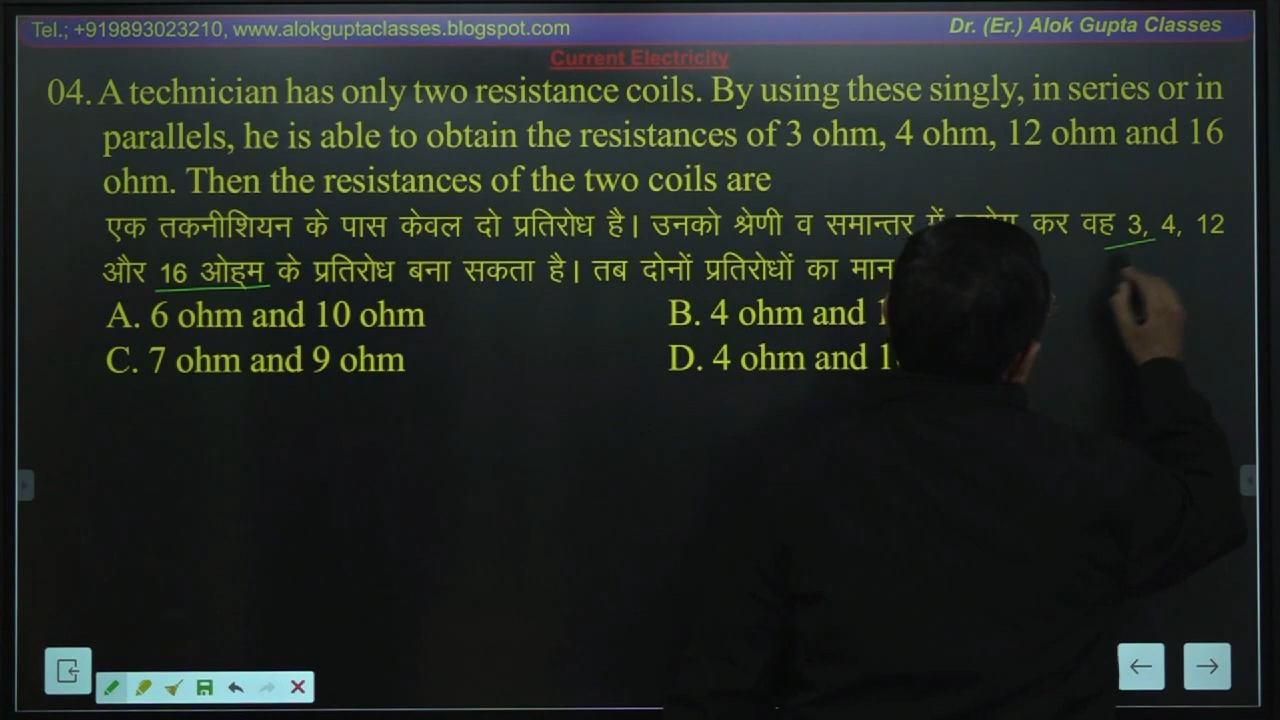 Tel.; +919893023210, www.alokguptaclasses.blogspot.com
Dr. (Er.) Alok Gupta Classes
Current Electricity
04. A technician has only two resistance coils. By using these singly, in series or in
parallels, he is able to obtain the resistances of 3 ohm, 4 ohm, 12 ohm and 16
ohm. Then the resistances of the two coils are
एक तकनीशियन के पास केवल दो प्रतिरोध है। उनको श्रेणी व समान्तर में कर वह 3, 4, 12
और 16 ओह्म के प्रतिरोध बना सकता है। तब दोनों प्रतिरोधों का मान
A. 6 ohm and 10 ohm
B. 4 ohm and
C. 7 ohm and 9 ohm
D. 4 ohm and